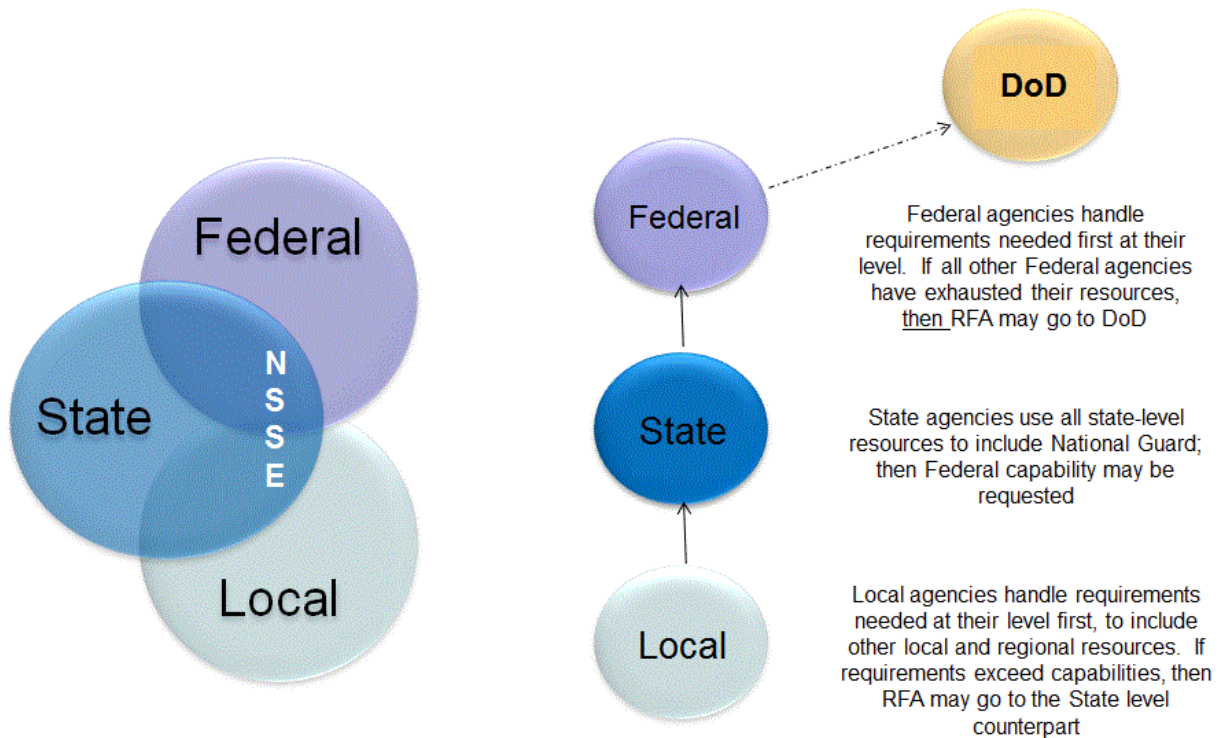 Federal
State
N
S
S
E
Local
DoD
Federal
Federal agencies handle
requirements needed first at their
level. If all other Federal agencies
have exhausted their resources,
then RFA may go to DoD
State
State agencies use all state-level
resources to include National Guard;
then Federal capability may be
requested
Local
Local agencies handle requirements
needed at their level first, to include
other local and regional resources. If
requirements exceed capabilities, then
RFA may go to the State level
counterpart